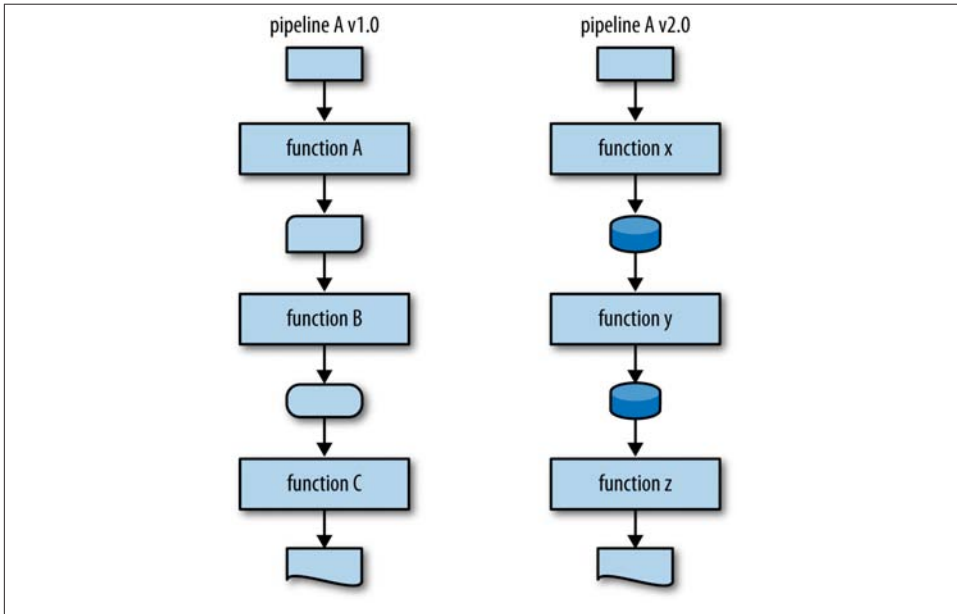 pipeline A v1.0
function A
function B
function C
pipeline A v2.0
function x
function y
function z